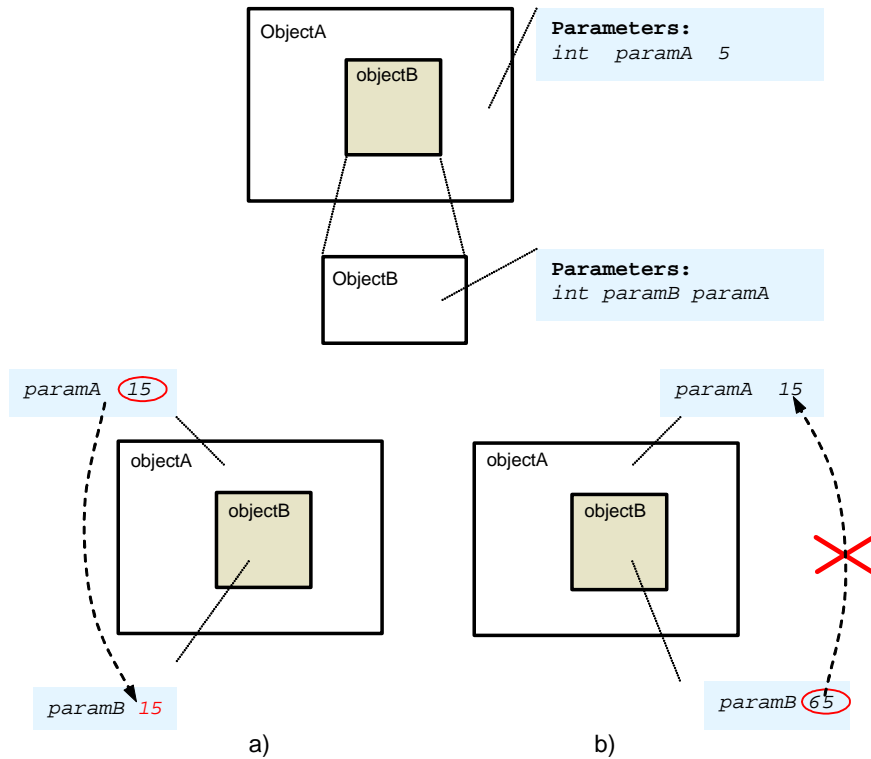 ObjectA
objectB
Parameters:
int paramA 5
ObjectB
Parameters:
int paramB paramA
paramA 15
objectA
objectB
paramB 15
a)
paramA 15
objectA
objectB
paramB 65
b)